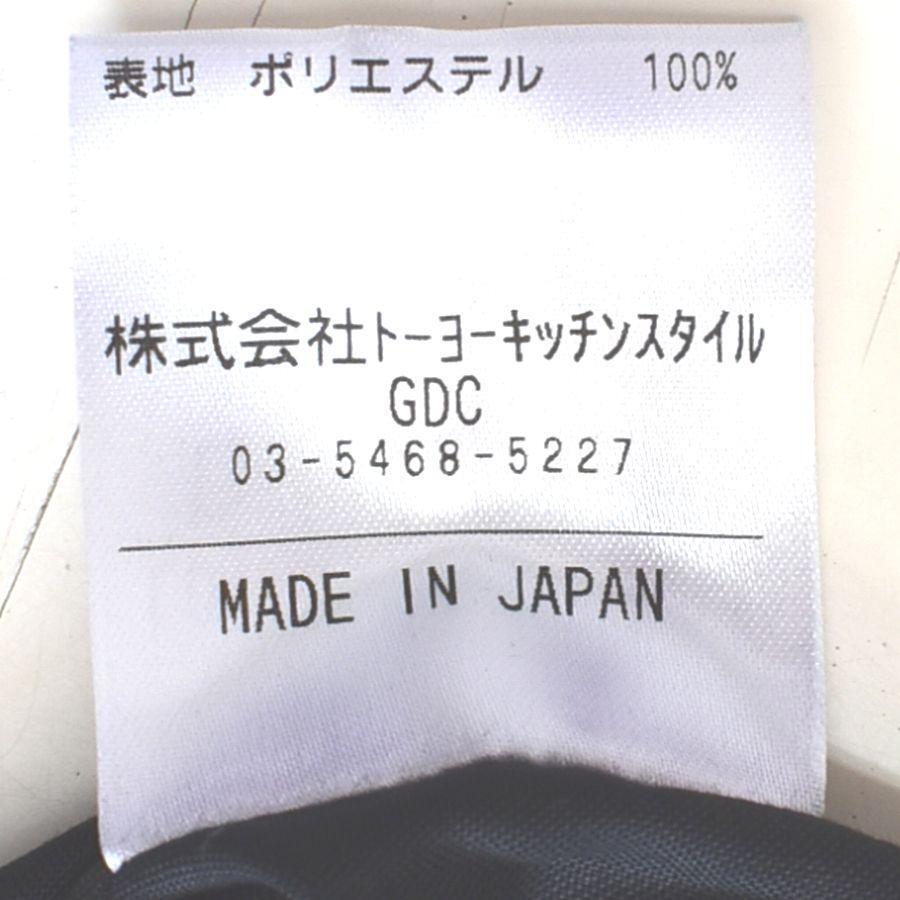 表地 ポリエステル 100%
株式会社トーヨーキッチンスタイル
GDC
03-5468-5227
MADE IN JAPAN